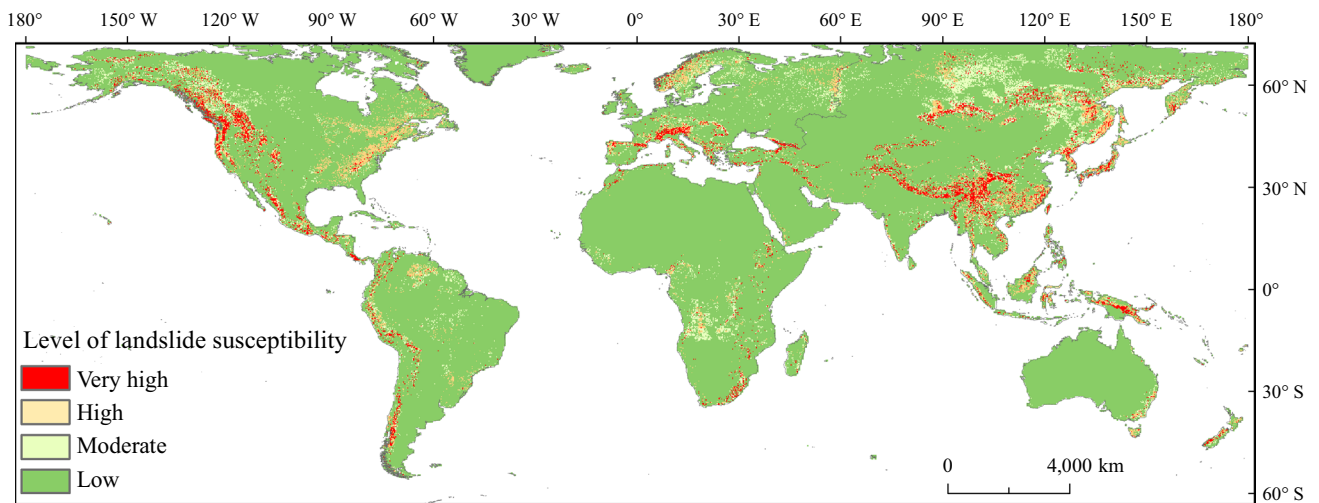 180° 150° W 120° W 90° W 60° W 30° W 0° 30° E 60° E 90° E 120° E 150° E 180°
60° N
30° N
0°
30° S
60° S
Level of landslide susceptibility
Very high
High
Moderate
Low
0 4,000 km